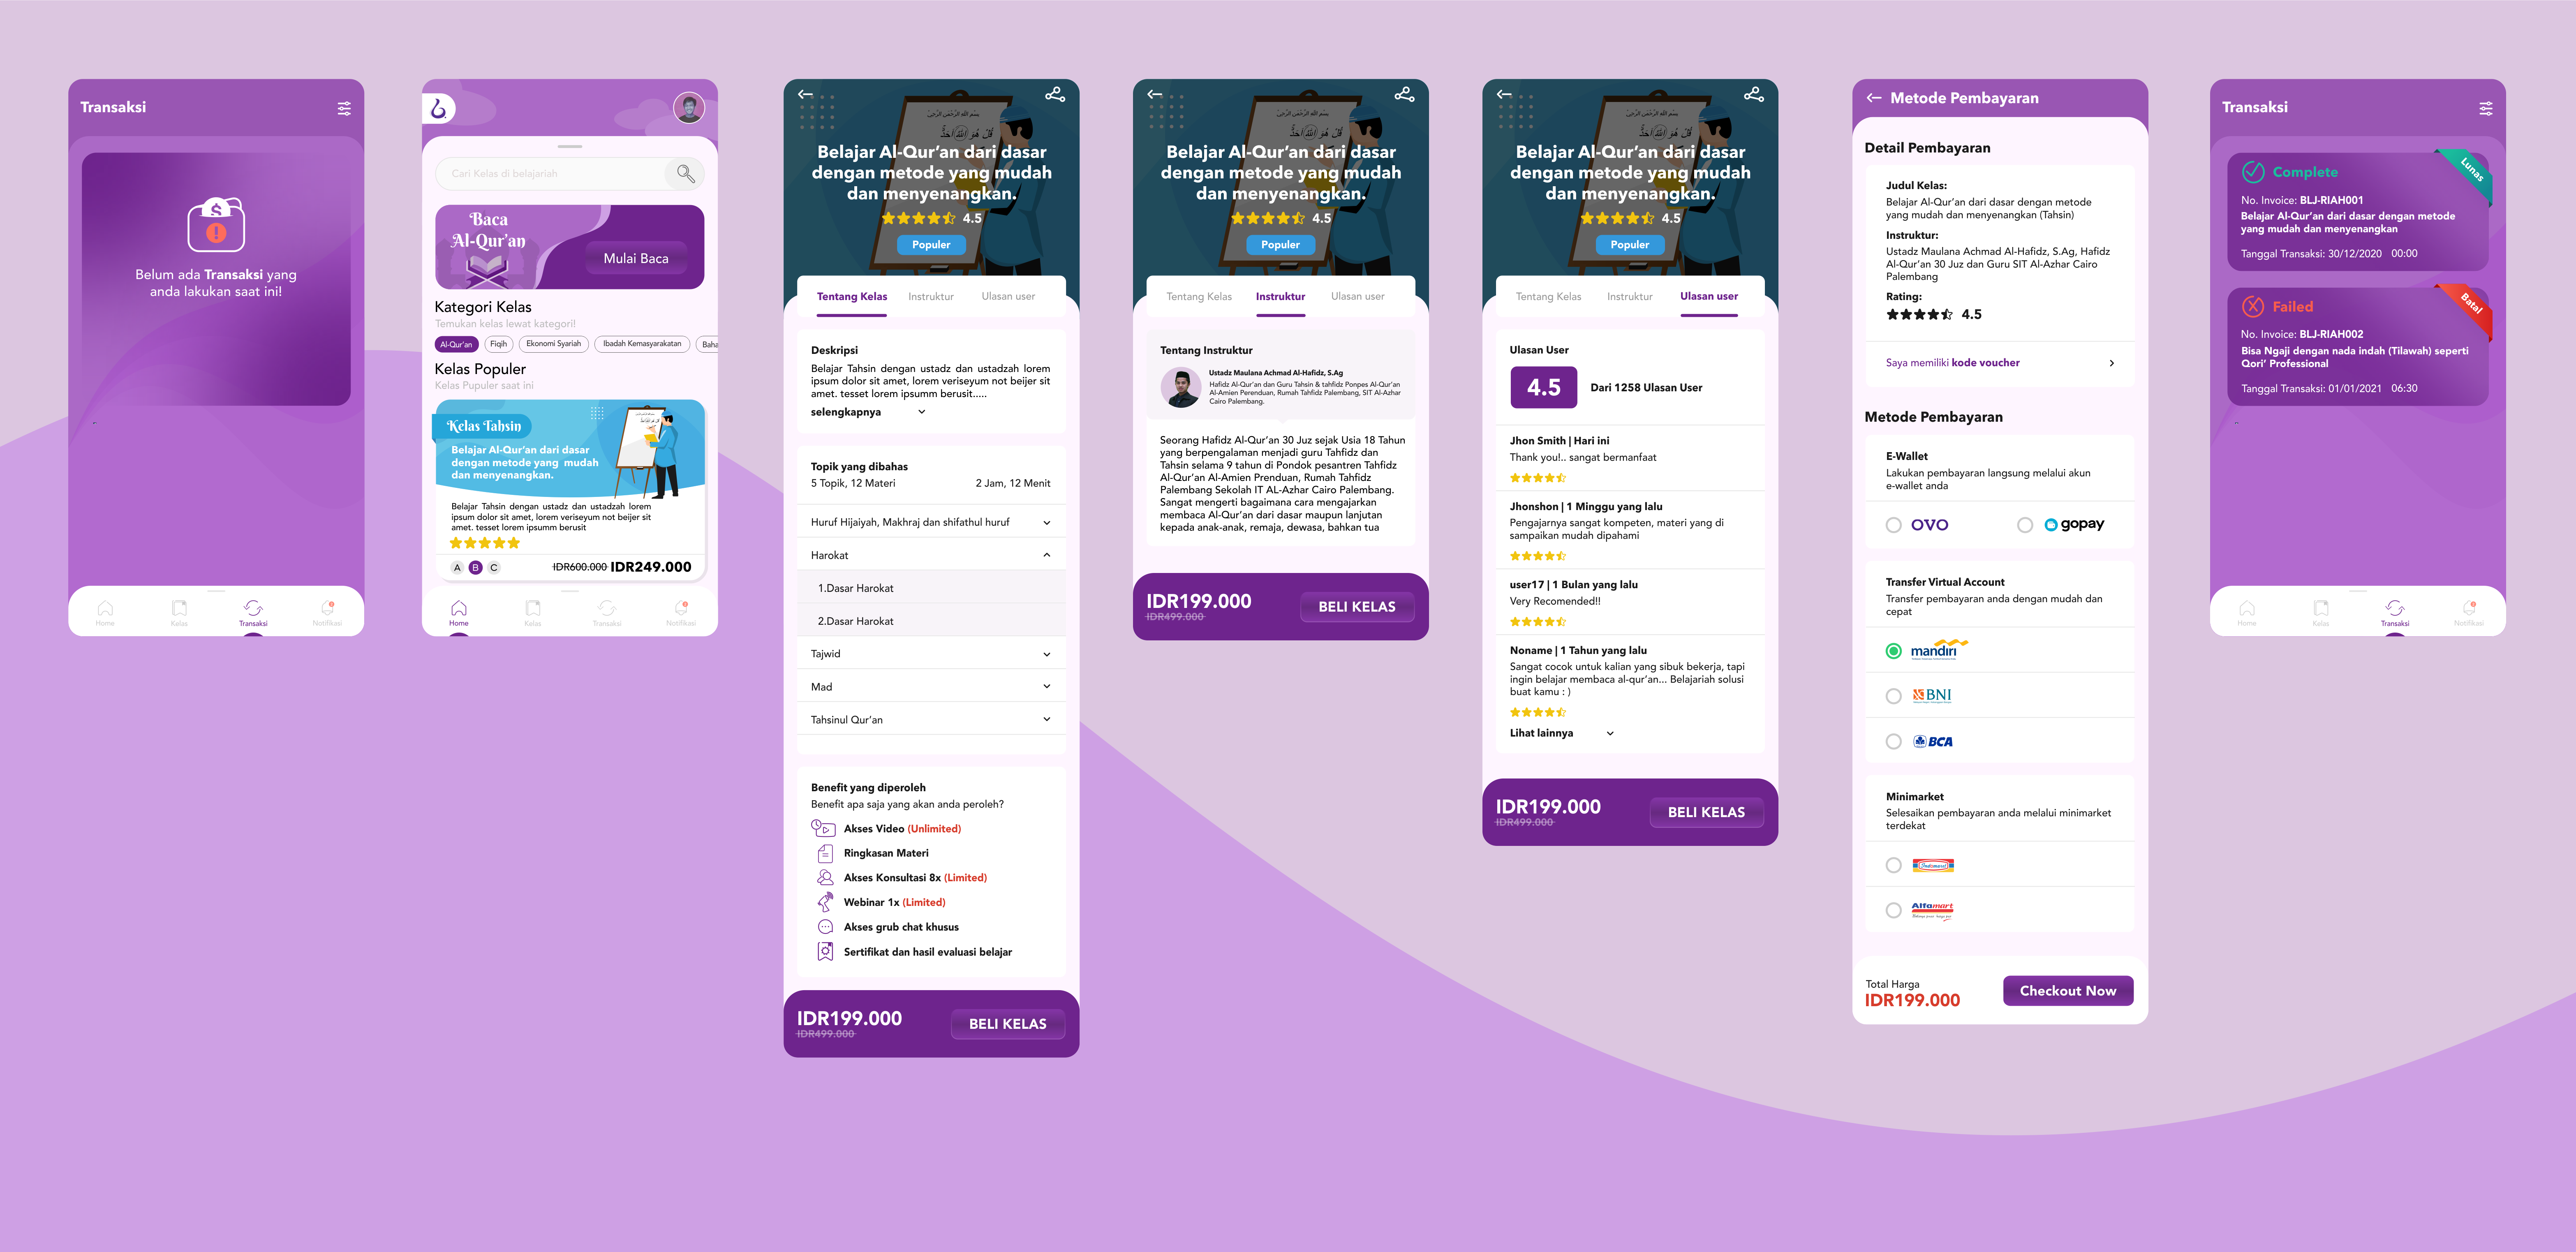 Transaksi
Belum ada Transaksi yang
anda lakukan saat ini!
Home
Kelas
Transaksi
Notifikasi
Cari Kelas di belajariah
Baca
Al-Qur'an
Mulai Baca
Kategori Kelas
Temukan kelas lewat kategori!
Al-Qur'an
Fiqih
Ekonomi Syariah
Ibadah Kemasyarakatan
Baha
Kelas Populer
Kelas Pupuler saat ini
Kelas Tahsin
Belajar Al-Qur'an dari dasar
dengan metode yang mudah
dan menyenangkan.
Belajar Tahsin dengan ustadz dan ustadzah lorem
ipsum dolor sit amet, lorem veriseyum not beijer sit
amet. tesset lorem ipsumm berusit
A B C
IDR600.000 IDR249.000
Home
Kelas
Transaksi
Notifikasi
بسم الله الرحمن الرحيم
قل هو الله احد
Belajar Al-Qur'an dari dasar
dengan metode yang mudah
dan menyenangkan.
4.5
Populer
Tentang Kelas
Instruktur
Ulasan user
Deskripsi
Belajar Tahsin dengan ustadz dan ustadzah lorem
ipsum dolor sit amet, lorem veriseyum not beijer sit
amet. tesset lorem ipsumm berusit.....
selengkapnya
Topik yang dibahas
5 Topik, 12 Materi
2 Jam, 12 Menit
Huruf Hijaiyah, Makhraj dan shifathul huruf
Harokat
1.Dasar Harokat
2.Dasar Harokat
Tajwid
Mad
Tahsinul Qur'an
Benefit yang diperoleh
Benefit apa saja yang akan anda peroleh?
Akses Video (Unlimited)
Ringkasan Materi
Akses Konsultasi 8x (Limited)
Webinar 1x (Limited)
Akses grub chat khusus
Sertifikat dan hasil evaluasi belajar
IDR199.000
IDR499.000
BELI KELAS
بسم الله الرحمن الرحيم
قل هو الله احد
Belajar Al-Qur'an dari dasar
dengan metode yang mudah
dan menyenangkan.
4.5
Populer
Tentang Kelas
Instruktur
Ulasan user
Tentang Instruktur
Ustadz Maulana Achmad Al-Hafidz, S.Ag
Hafidz Al-Qur'an dan Guru Tahsin & tahfidz Ponpes Al-Qur'an
Al-Amien Perenduan, Rumah Tahfidz Palembang, SIT Al-Azhar
Cairo Palembang.
Seorang Hafidz Al-Qur'an 30 Juz sejak Usia 18 Tahun
yang berpengalaman menjadi guru Tahfidz dan
Tahsin selama 9 tahun di Pondok pesantren Tahfidz
Al-Qur'an Al-Amien Prenduan, Rumah Tahfidz
Palembang Sekolah IT AL-Azhar Cairo Palembang.
Sangat mengerti bagaimana cara mengajarkan
membaca Al-Qur'an dari dasar maupun lanjutan
kepada anak-anak, remaja, dewasa, bahkan tua
IDR199.000
IDR499.000
BELI KELAS
بسم الله الرحمن الرحيم
قل هو الله احد
Belajar Al-Qur'an dari dasar
dengan metode yang mudah
dan menyenangkan.
4.5
Populer
Tentang Kelas
Instruktur
Ulasan user
Ulasan User
4.5
Dari 1258 Ulasan User
Jhon Smith | Hari ini
Thank you!.. sangat bermanfaat
Jhonshon | 1 Minggu yang lalu
Pengajarnya sangat kompeten, materi yang di
sampaikan mudah dipahami
user17 | 1 Bulan yang lalu
Very Recomended!!
Noname | 1 Tahun yang lalu
Sangat cocok untuk kalian yang sibuk bekerja, tapi
ingin belajar membaca al-qur'an... Belajariah solusi
buat kamu : )
Lihat lainnya
IDR199.000
IDR499.000
BELI KELAS
Metode Pembayaran
Detail Pembayaran
Judul Kelas:
Belajar Al-Qur'an dari dasar dengan metode
yang mudah dan menyenangkan (Tahsin)
Instruktur:
Ustadz Maulana Achmad Al-Hafidz, S.Ag, Hafidz
Al-Qur'an 30 Juz dan Guru SIT Al-Azhar Cairo
Palembang
Rating:
4.5
Saya memiliki kode voucher
Metode Pembayaran
E-Wallet
Lakukan pembayaran langsung melalui akun
e-wallet anda
OVO
gopay
Transfer Virtual Account
Transfer pembayaran anda dengan mudah dan
cepat
mandiri
BNI
BCA
Minimarket
Selesaikan pembayaran anda melalui minimarket
terdekat
Indomaret
Alfamart
Total Harga
IDR199.000
Checkout Now
Transaksi
Complete
Lunas
No. Invoice: BLJ-RIAH001
Belajar Al-Qur'an dari dasar dengan metode
yang mudah dan menyenangkan
Tanggal Transaksi: 30/12/2020 00:00
Failed
Batal
No. Invoice: BLJ-RIAH002
Bisa Ngaji dengan nada indah (Tilawah) seperti
Qori' Professional
Tanggal Transaksi: 01/01/2021 06:30
Home
Kelas
Transaksi
Notifikasi